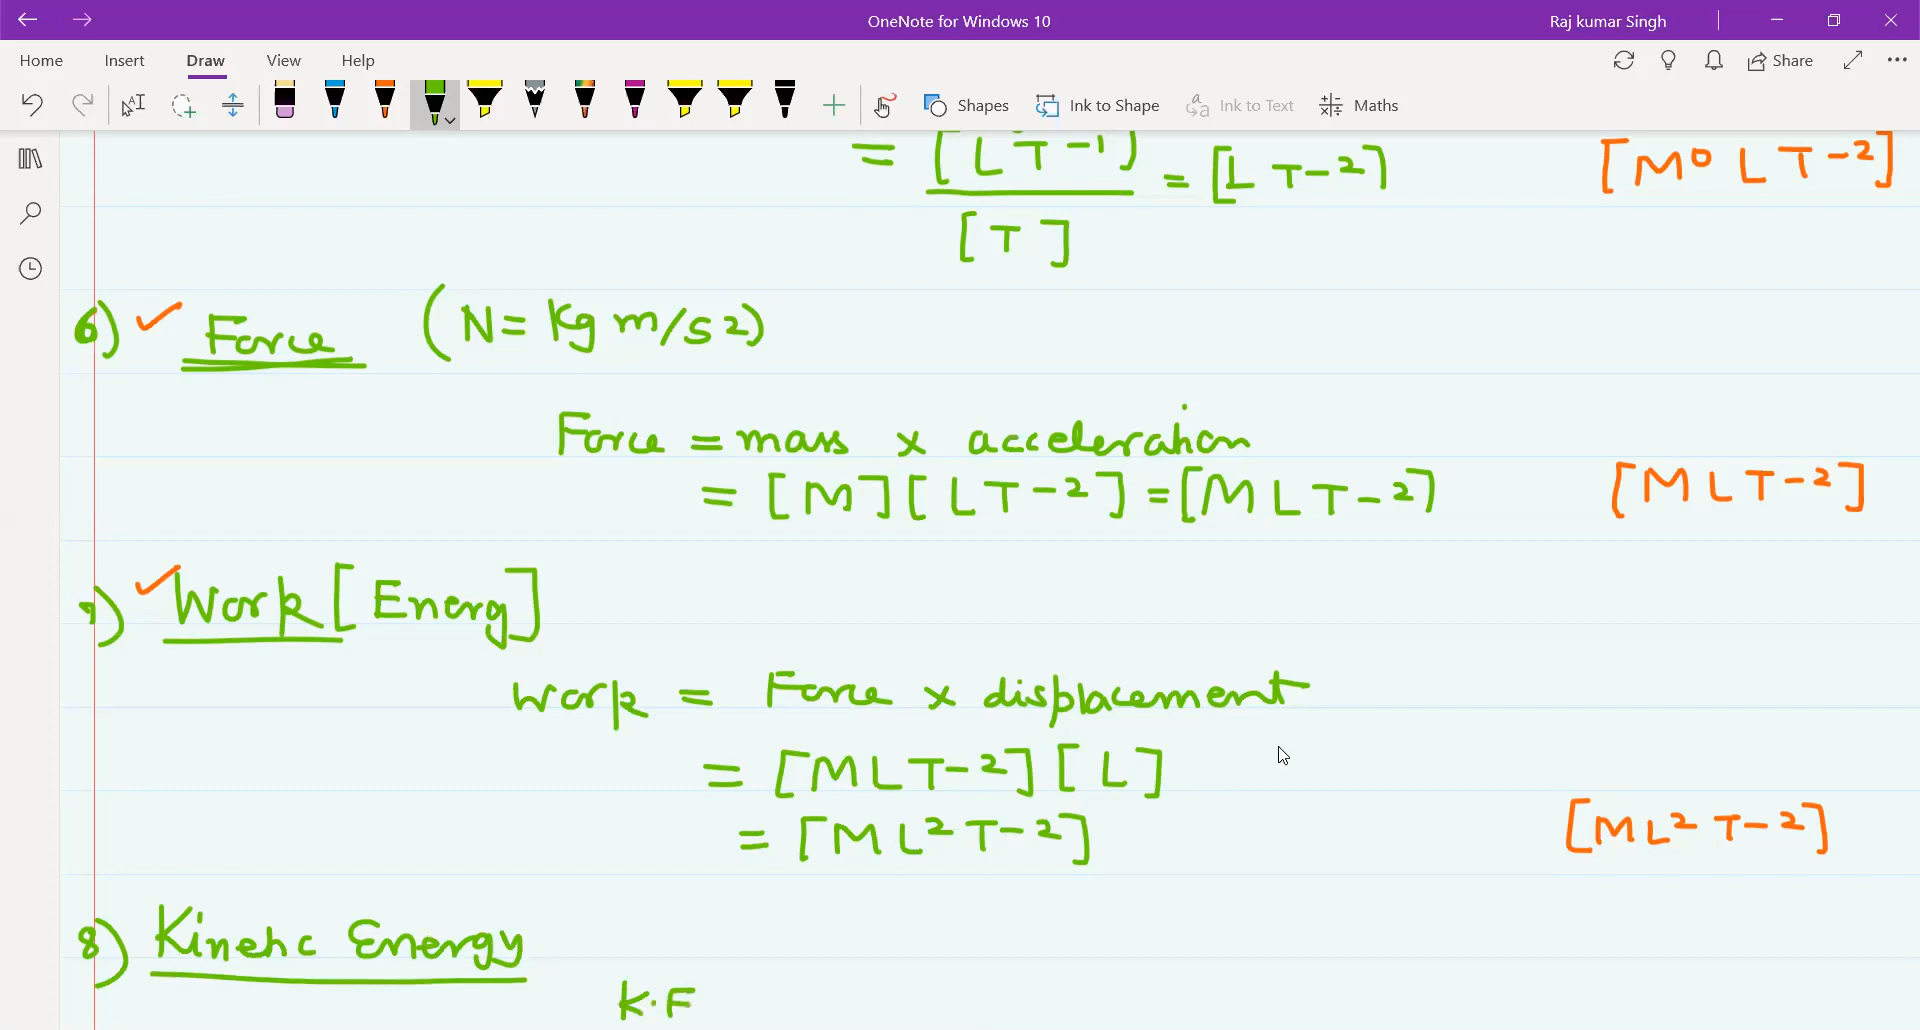 OneNote for Windows 10
Raj kumar Singh
Home Insert Draw View Help
Share
Shapes Ink to Shape Ink to Text Maths
= [LT-1] / [T] = [LT-2] [M⁰ L T-2]
6) ✓ Force (N= kg m/s2)
Force = mass x acceleration
= [M][LT-2] = [MLT-2] [MLT-2]
7) ✓ Work [Energ]
work = Force x displacement
= [MLT-2][L]
= [ML²T-2] [ML²T-2]
8) Kinetic Energy
K.F